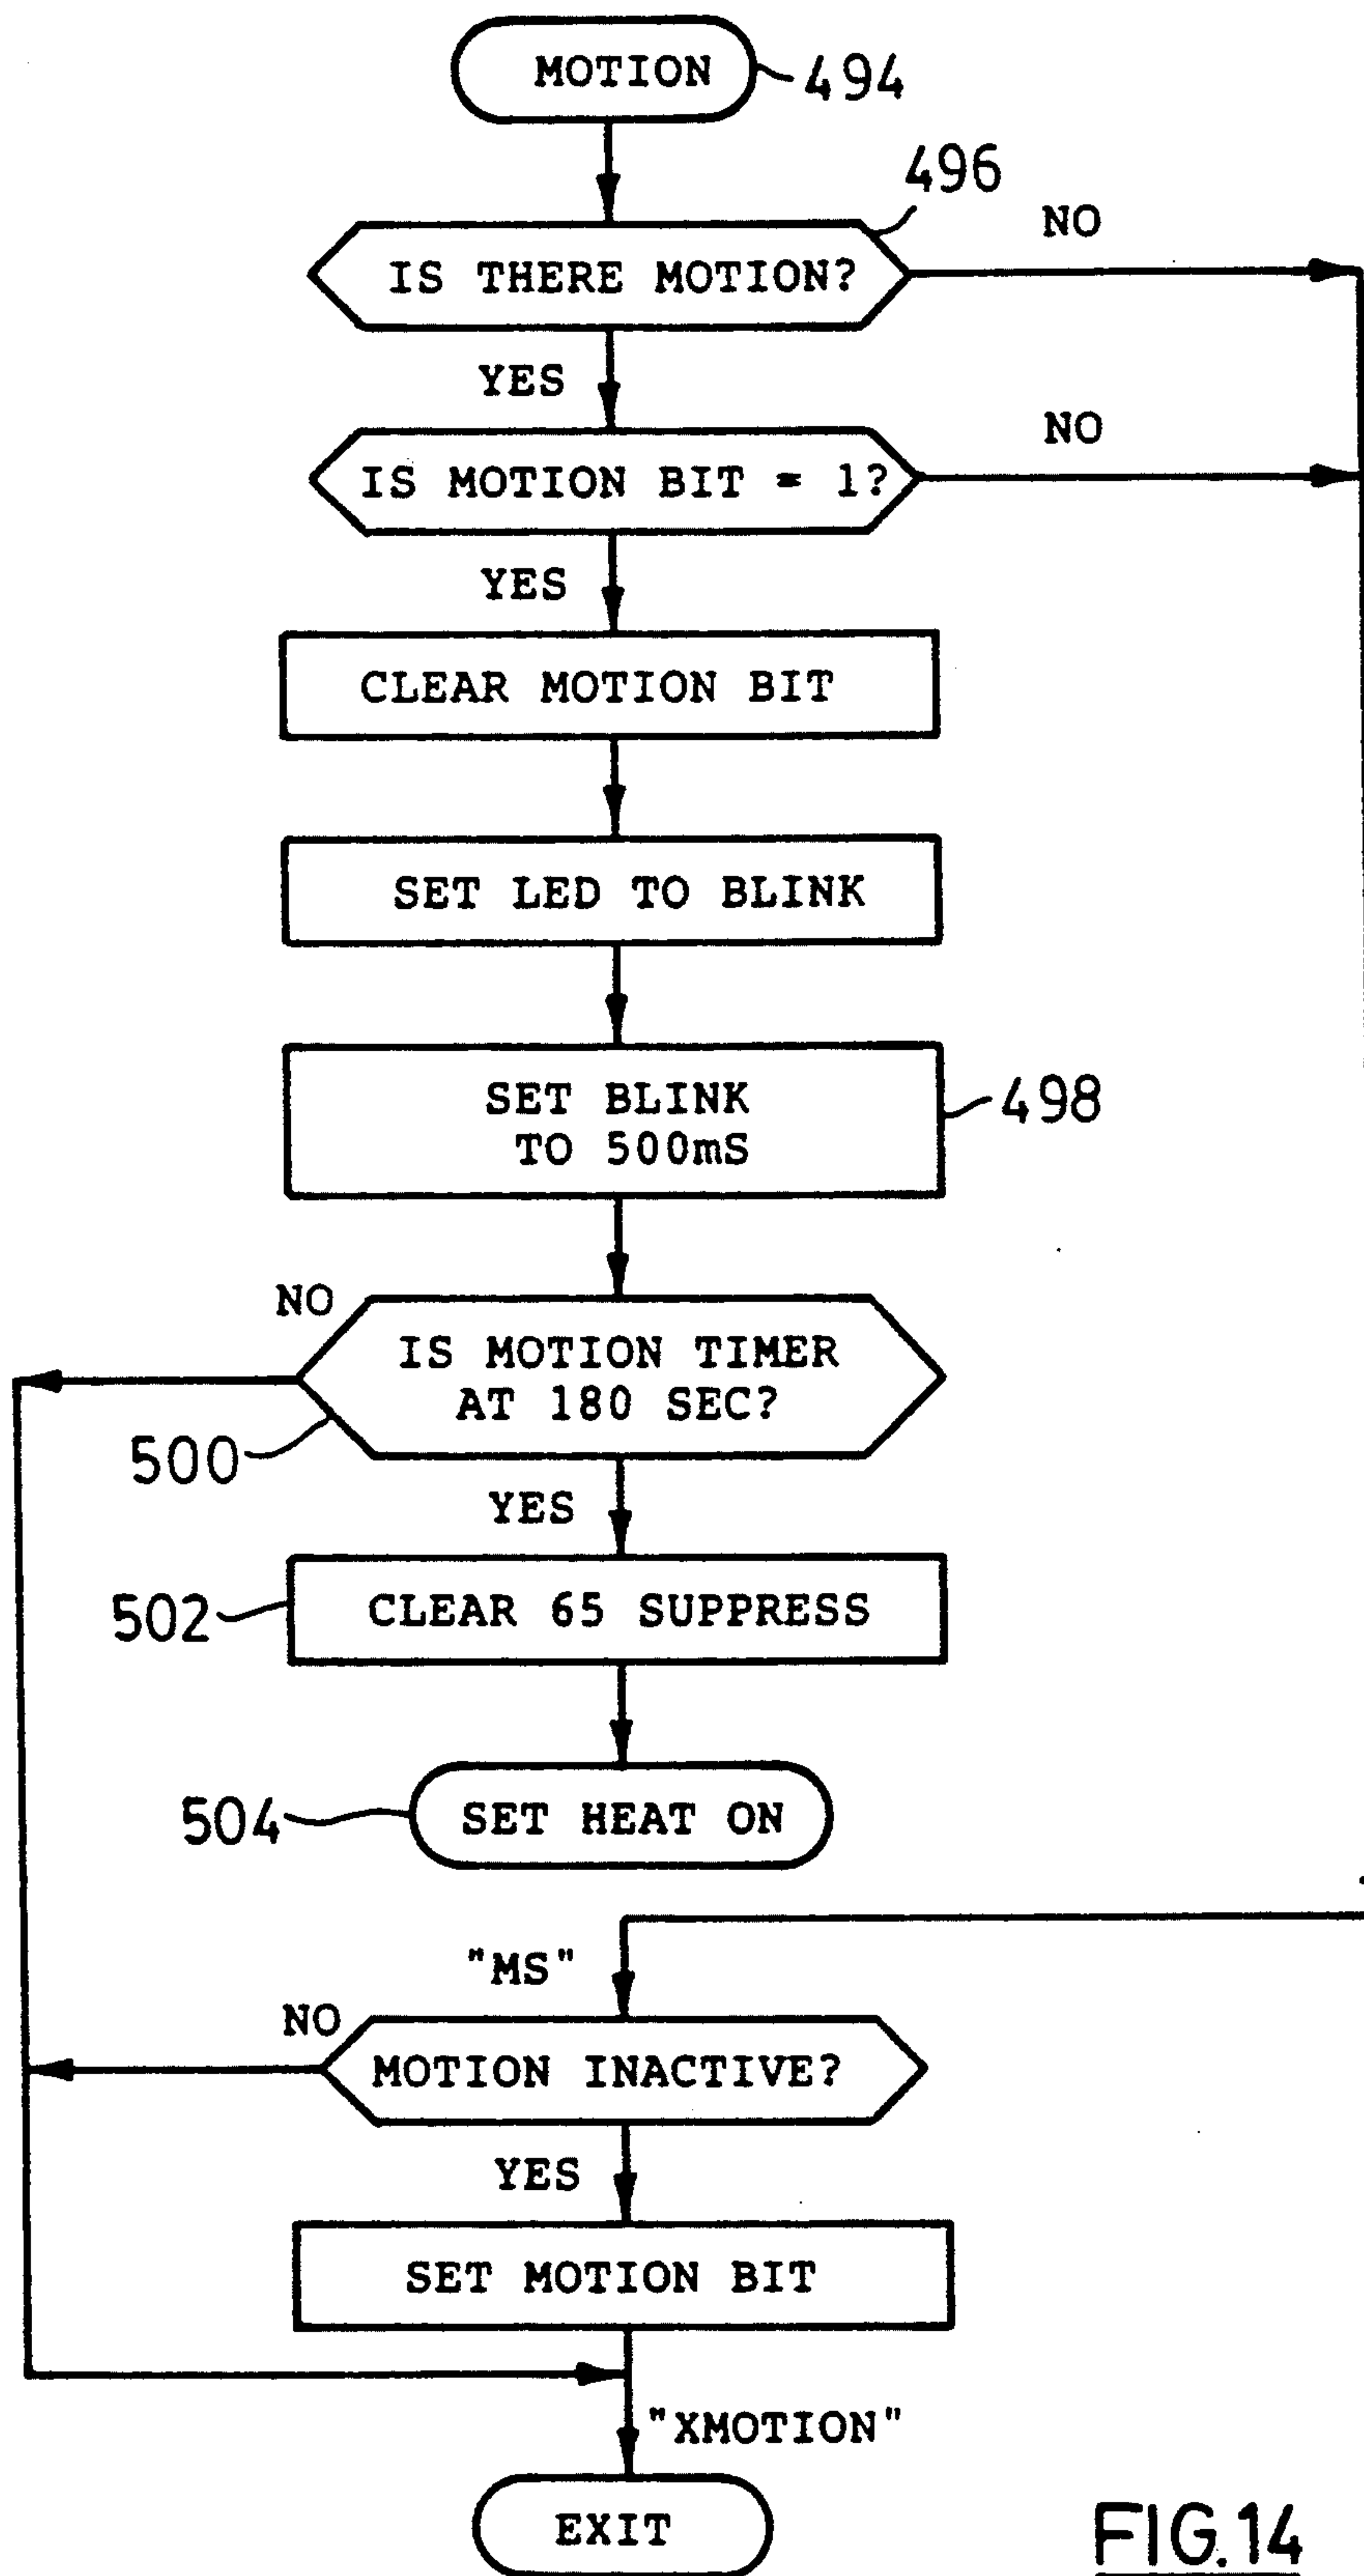 MOTION
494
496
NO
IS THERE MOTION?
YES
NO
IS MOTION BIT = 1?
YES
CLEAR MOTION BIT
SET LED TO BLINK
SET BLINK
TO 500mS
498
NO
IS MOTION TIMER
AT 180 SEC?
500
YES
502
CLEAR 65 SUPPRESS
504
SET HEAT ON
"MS"
NO
MOTION INACTIVE?
YES
SET MOTION BIT
"XMOTION"
EXIT
FIG.14